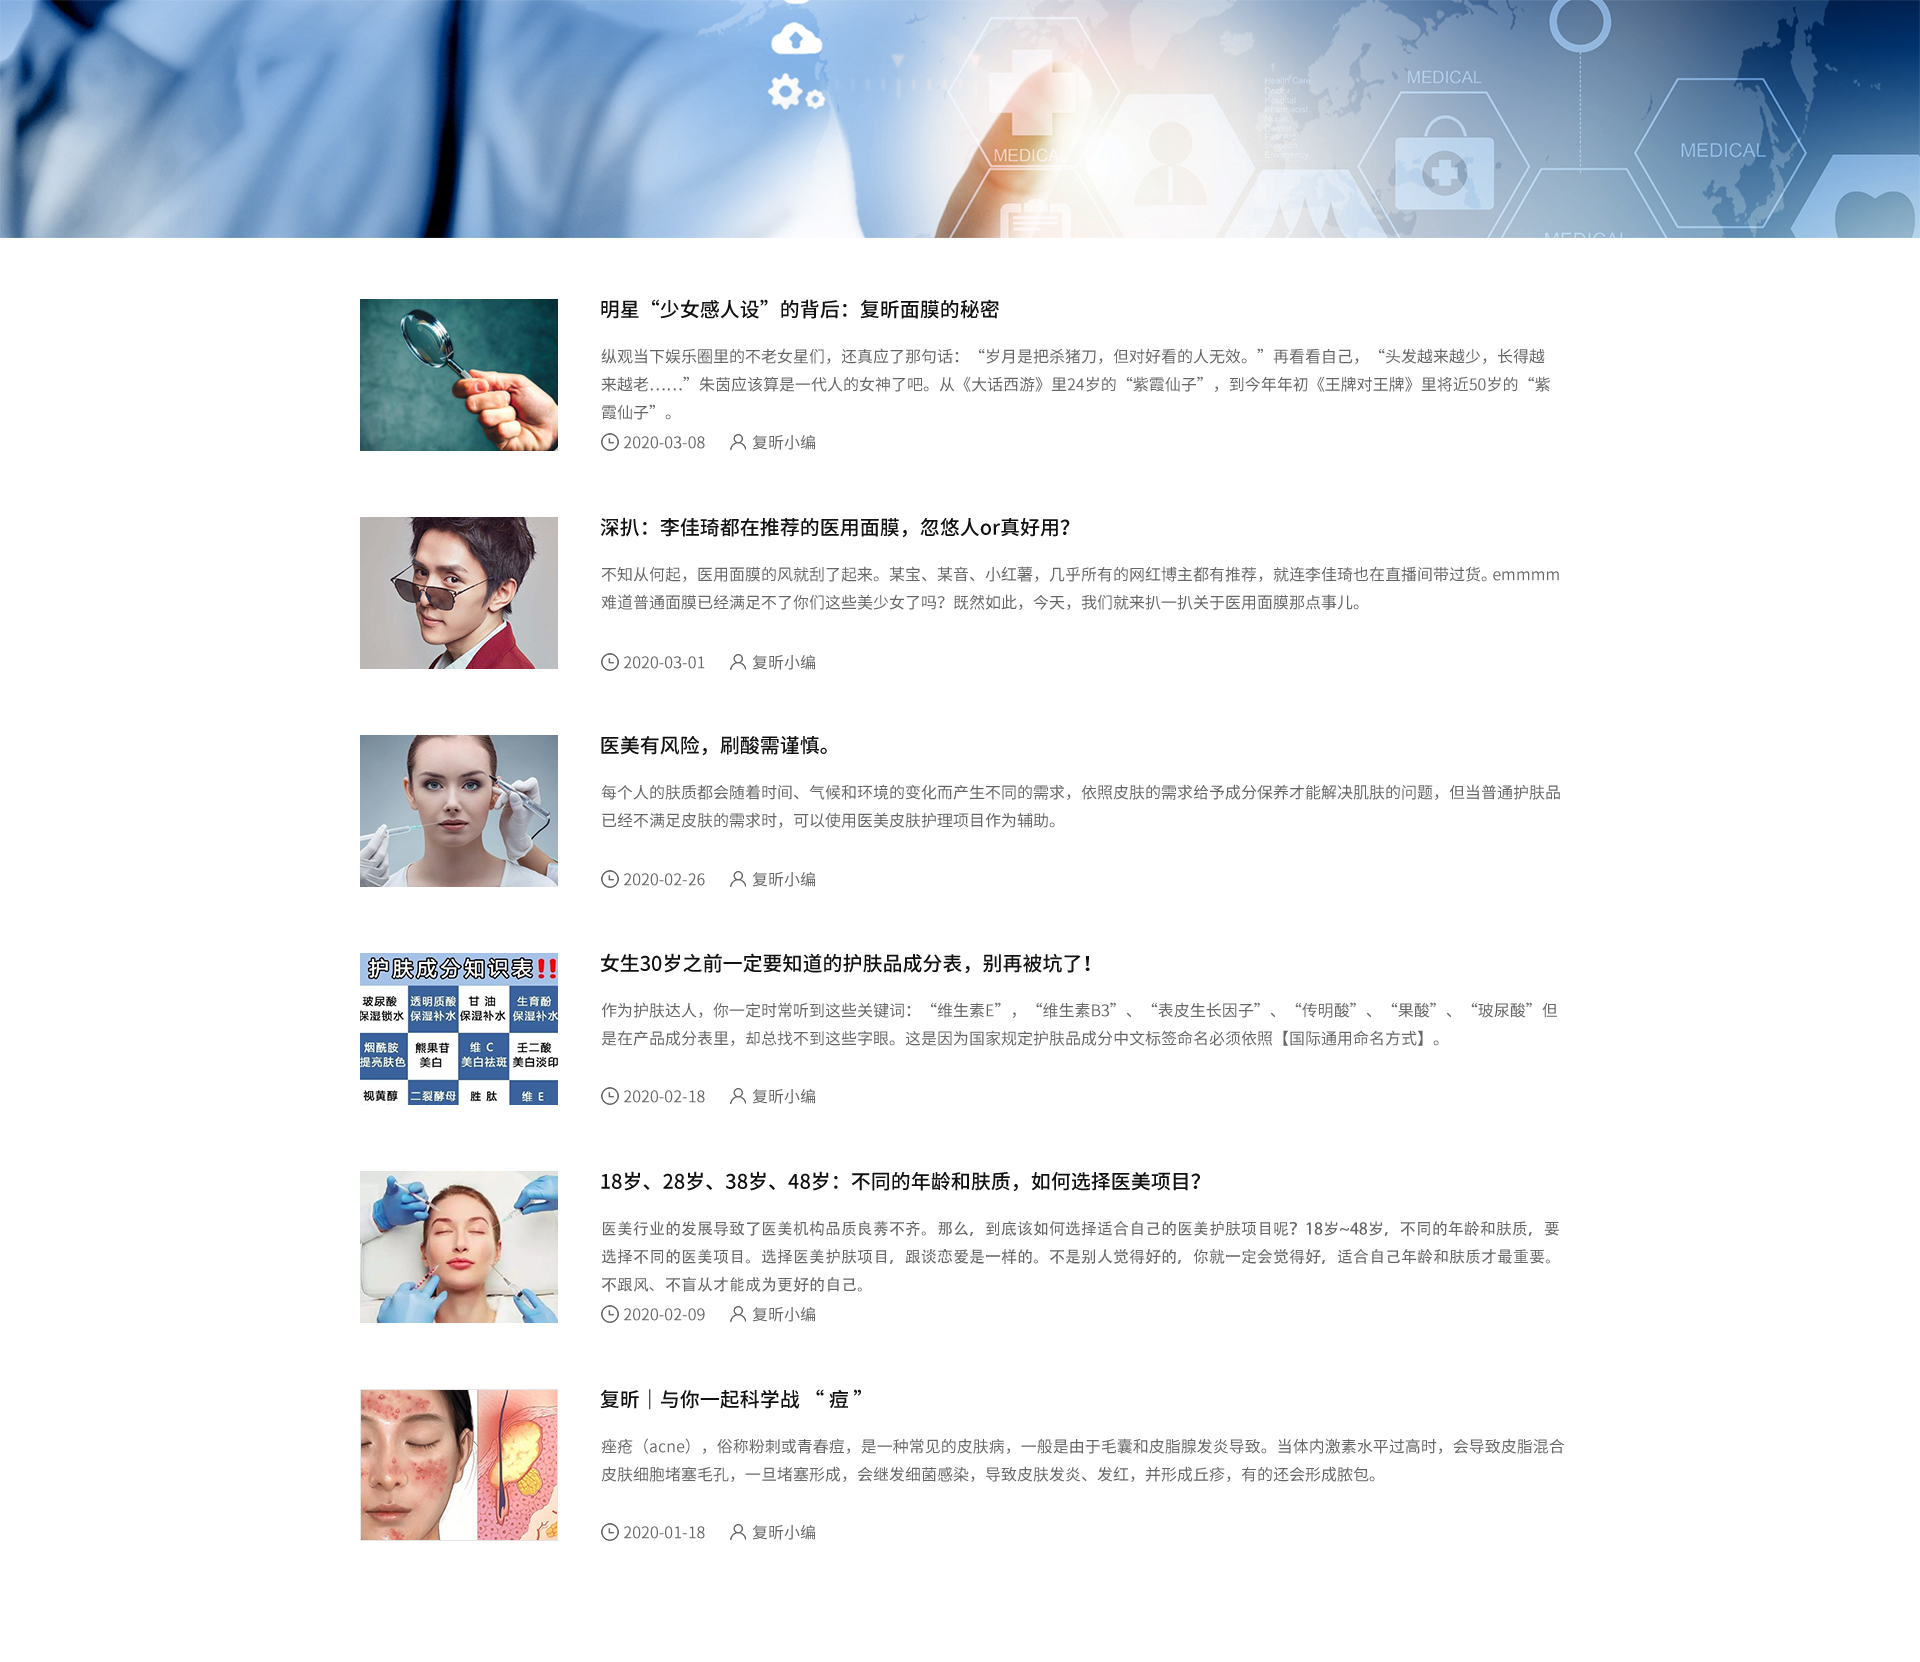 MEDICAL
MEDICAL
MEDICAL
明星“少女感人设”的背后：复昕面膜的秘密
纵观当下娱乐圈里的不老女星们，还真应了那句话：“岁月是把杀猪刀，但对好看的人无效。”再看看自己，“头发越来越少，长得越
来越老……”朱茵应该算是一代人的女神了吧。从《大话西游》里24岁的“紫霞仙子”，到今年年初《王牌对王牌》里将近50岁的“紫
霞仙子”。
2020-03-08 复昕小编
深扒：李佳琦都在推荐的医用面膜，忽悠人or真好用？
不知从何起，医用面膜的风就刮了起来。某宝、某音、小红薯，几乎所有的网红博主都有推荐，就连李佳琦也在直播间带过货。emmmm
难道普通面膜已经满足不了你们这些美少女了吗？既然如此，今天，我们就来扒一扒关于医用面膜那点事儿。
2020-03-01 复昕小编
医美有风险，刷酸需谨慎。
每个人的肤质都会随着时间、气候和环境的变化而产生不同的需求，依照皮肤的需求给予成分保养才能解决肌肤的问题，但当普通护肤品
已经不满足皮肤的需求时，可以使用医美皮肤护理项目作为辅助。
2020-02-26 复昕小编
护肤成分知识表!!
玻尿酸 透明质酸 甘 油 生育酚
保湿锁水 保湿补水 保湿补水 保湿补水
烟酰胺 熊果苷 维 C 壬二酸
提亮肤色 美白 美白祛斑 美白淡印
视黄醇 二裂酵母 胜 肽 维 E
女生30岁之前一定要知道的护肤品成分表，别再被坑了！
作为护肤达人，你一定时常听到这些关键词：“维生素E”，“维生素B3”、“表皮生长因子”、“传明酸”、“果酸”、“玻尿酸”但
是在产品成分表里，却总找不到这些字眼。这是因为国家规定护肤品成分中文标签命名必须依照【国际通用命名方式】。
2020-02-18 复昕小编
18岁、28岁、38岁、48岁：不同的年龄和肤质，如何选择医美项目？
医美行业的发展导致了医美机构品质良莠不齐。那么，到底该如何选择适合自己的医美护肤项目呢？18岁~48岁，不同的年龄和肤质，要
选择不同的医美项目。选择医美护肤项目，跟谈恋爱是一样的。不是别人觉得好的，你就一定会觉得好，适合自己年龄和肤质才最重要。
不跟风、不盲从才能成为更好的自己。
2020-02-09 复昕小编
复昕｜与你一起科学战 “ 痘 ”
痤疮（acne），俗称粉刺或青春痘，是一种常见的皮肤病，一般是由于毛囊和皮脂腺发炎导致。当体内激素水平过高时，会导致皮脂混合
皮肤细胞堵塞毛孔，一旦堵塞形成，会继发细菌感染，导致皮肤发炎、发红，并形成丘疹，有的还会形成脓包。
2020-01-18 复昕小编